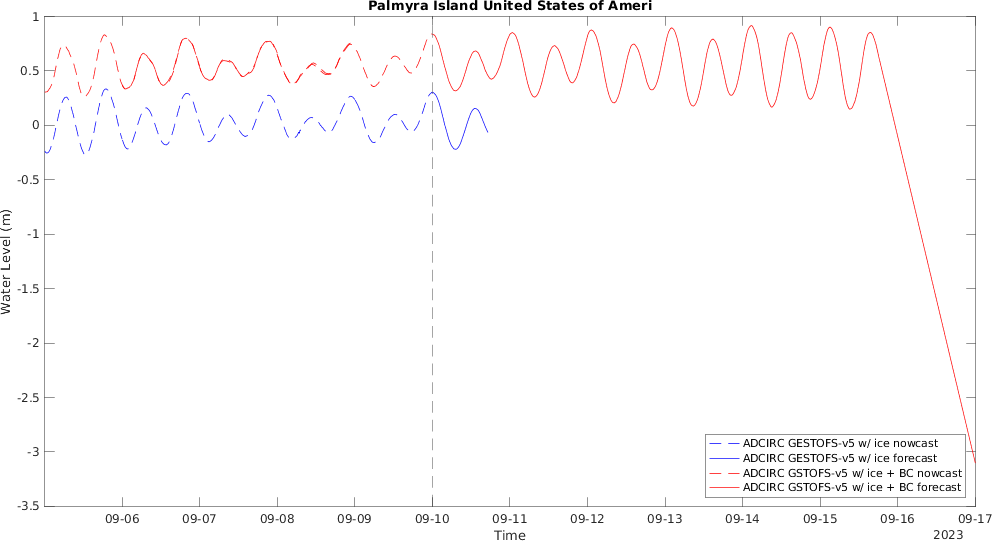 Palmyra Island United States of Ameri
1
0.5
0
-0.5
-1
-1.5
-2
-2.5
-3
-3.5
Water Level (m)
ADCIRC GESTOFS-v5 w/ ice nowcast
ADCIRC GESTOFS-v5 w/ ice forecast
ADCIRC GSTOFS-v5 w/ ice + BC nowcast
ADCIRC GSTOFS-v5 w/ ice + BC forecast
09-06 09-07 09-08 09-09 09-10 09-11 09-12 09-13 09-14 09-15 09-16 09-17
Time
2023